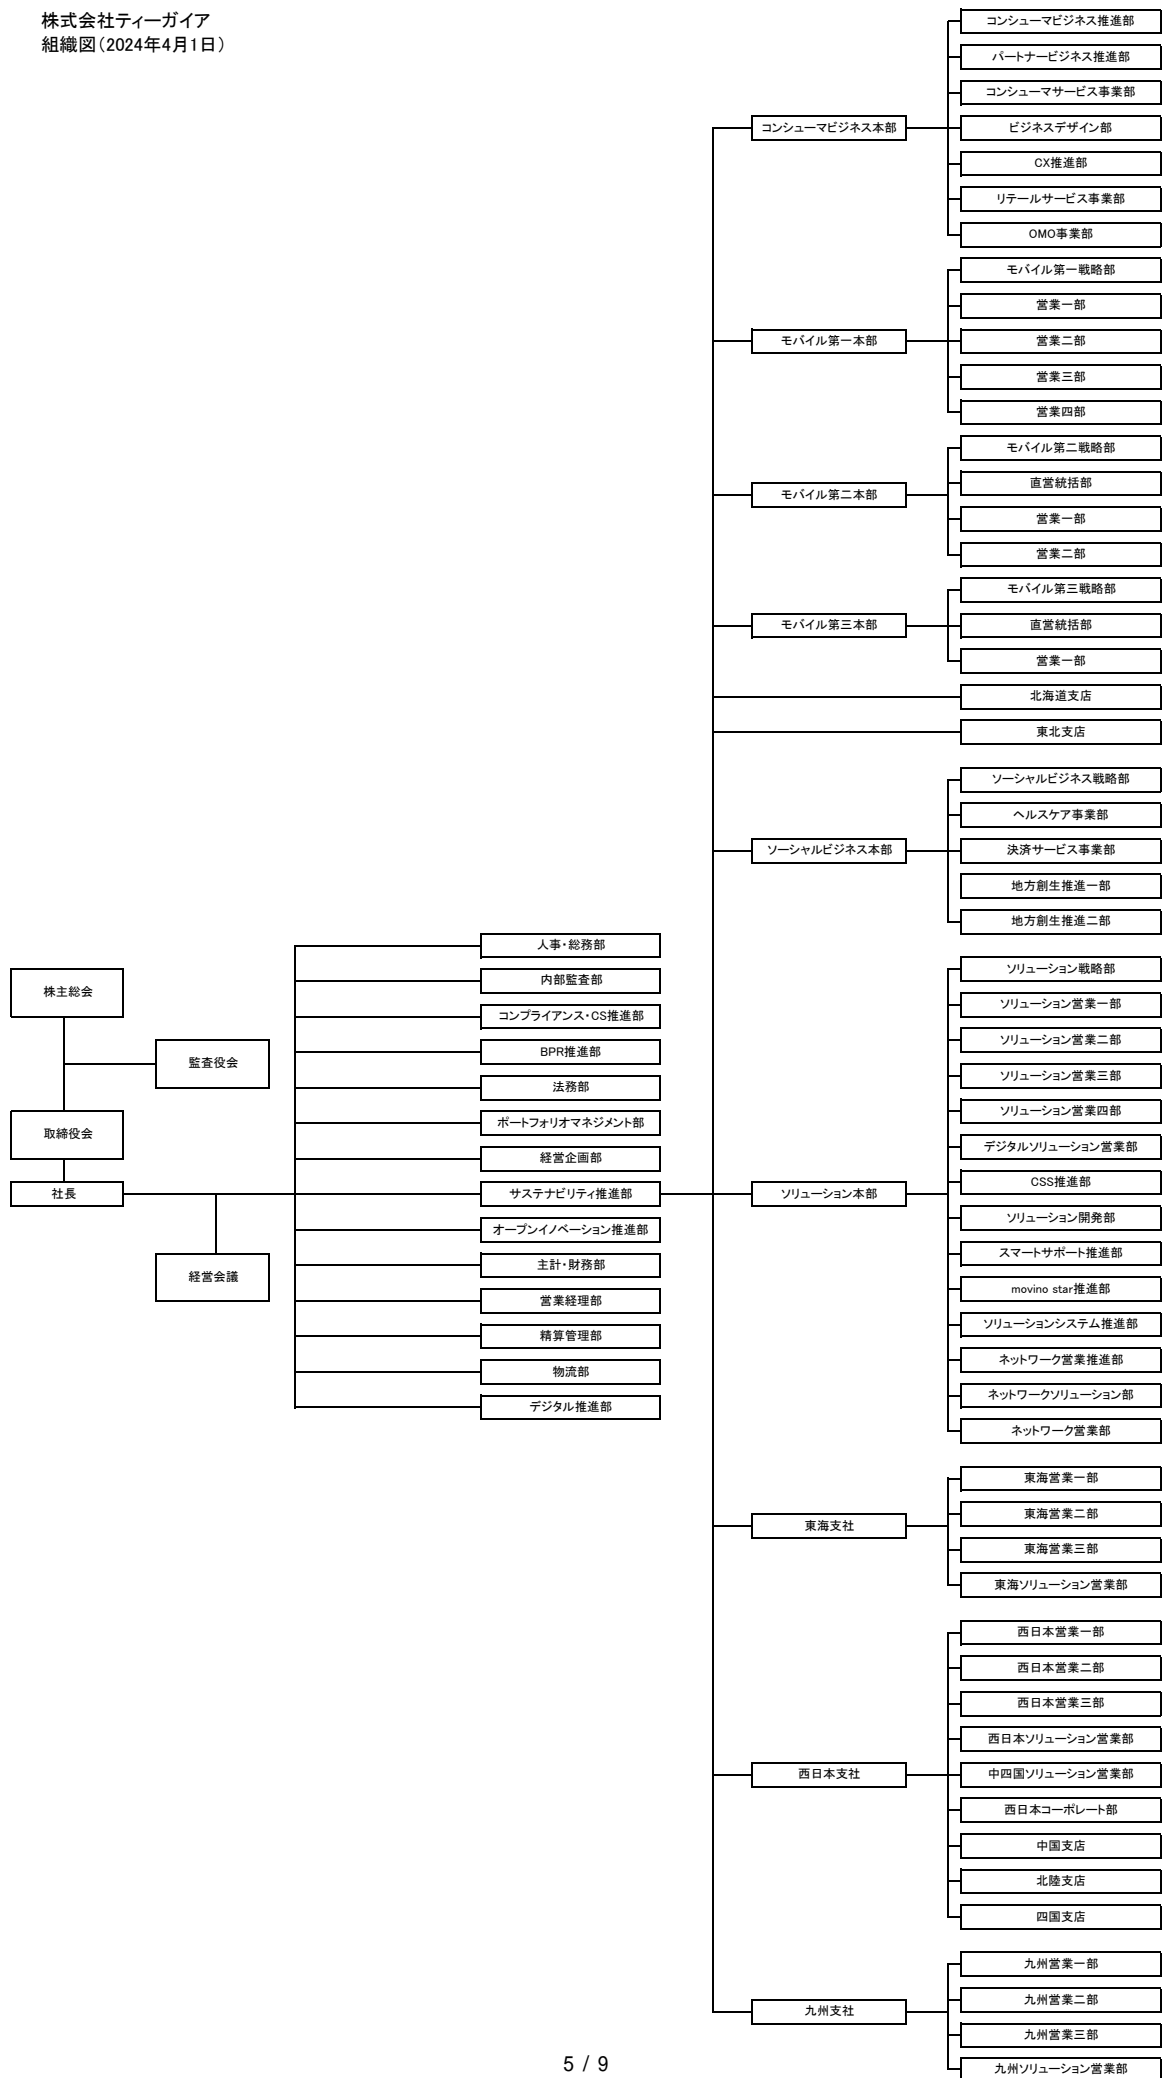 株式会社ティーガイア
組織図(2024年4月1日)
コンシューマビジネス推進部
パートナービジネス推進部
コンシューマサービス事業部
コンシューマビジネス本部
ビジネスデザイン部
CX推進部
リテールサービス事業部
OMO事業部
モバイル第一戦略部
営業一部
モバイル第一本部
営業二部
営業三部
営業四部
モバイル第二戦略部
直営統括部
モバイル第二本部
営業一部
営業二部
モバイル第三戦略部
モバイル第三本部
直営統括部
営業一部
北海道支店
東北支店
ソーシャルビジネス戦略部
ヘルスケア事業部
ソーシャルビジネス本部
決済サービス事業部
地方創生推進一部
地方創生推進二部
株主総会
監査役会
取締役会
社長
経営会議
人事・総務部
内部監査部
コンプライアンス・CS推進部
BPR推進部
法務部
ポートフォリオマネジメント部
経営企画部
サステナビリティ推進部
オープンイノベーション推進部
主計・財務部
営業経理部
精算管理部
物流部
デジタル推進部
ソリューション本部
ソリューション戦略部
ソリューション営業一部
ソリューション営業二部
ソリューション営業三部
ソリューション営業四部
デジタルソリューション営業部
CSS推進部
ソリューション開発部
スマートサポート推進部
movino star推進部
ソリューションシステム推進部
ネットワーク営業推進部
ネットワークソリューション部
ネットワーク営業部
東海支社
東海営業一部
東海営業二部
東海営業三部
東海ソリューション営業部
西日本支社
西日本営業一部
西日本営業二部
西日本営業三部
西日本ソリューション営業部
中四国ソリューション営業部
西日本コーポレート部
中国支店
北陸支店
四国支店
九州支社
九州営業一部
九州営業二部
九州営業三部
九州ソリューション営業部
5 / 9